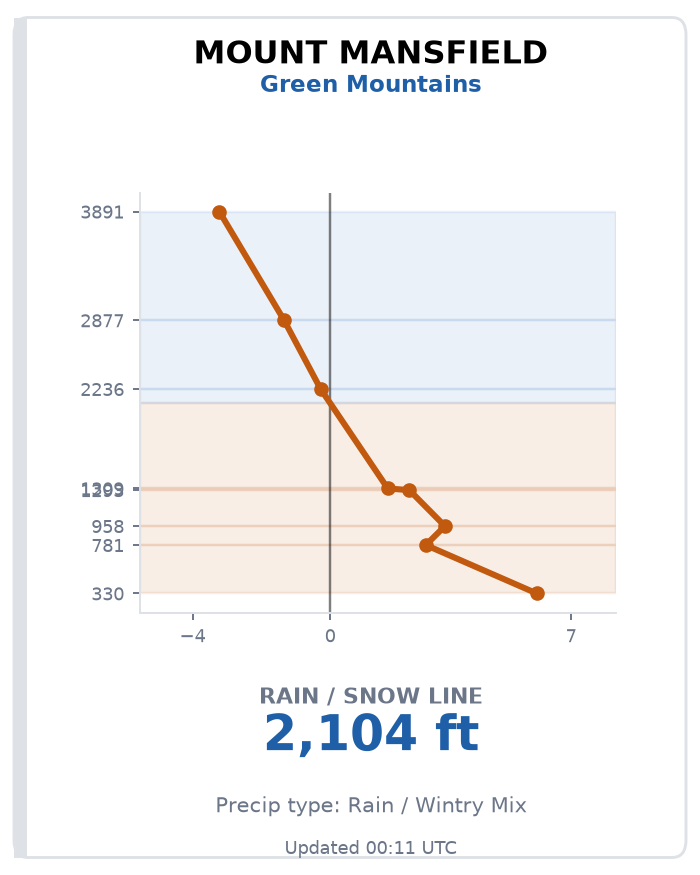 MOUNT MANSFIELD
Green Mountains
3891
2877
2236
958
781
330
−4 0 7
RAIN / SNOW LINE
2,104 ft
Precip type: Rain / Wintry Mix
Updated 00:11 UTC